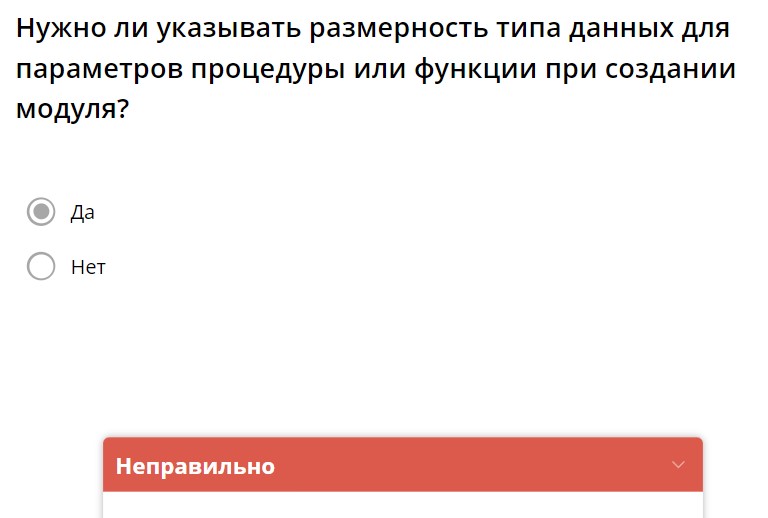 Нужно ли указывать размерность типа данных для
параметров процедуры или функции при создании
модуля?
Да
Нет
Неправильно